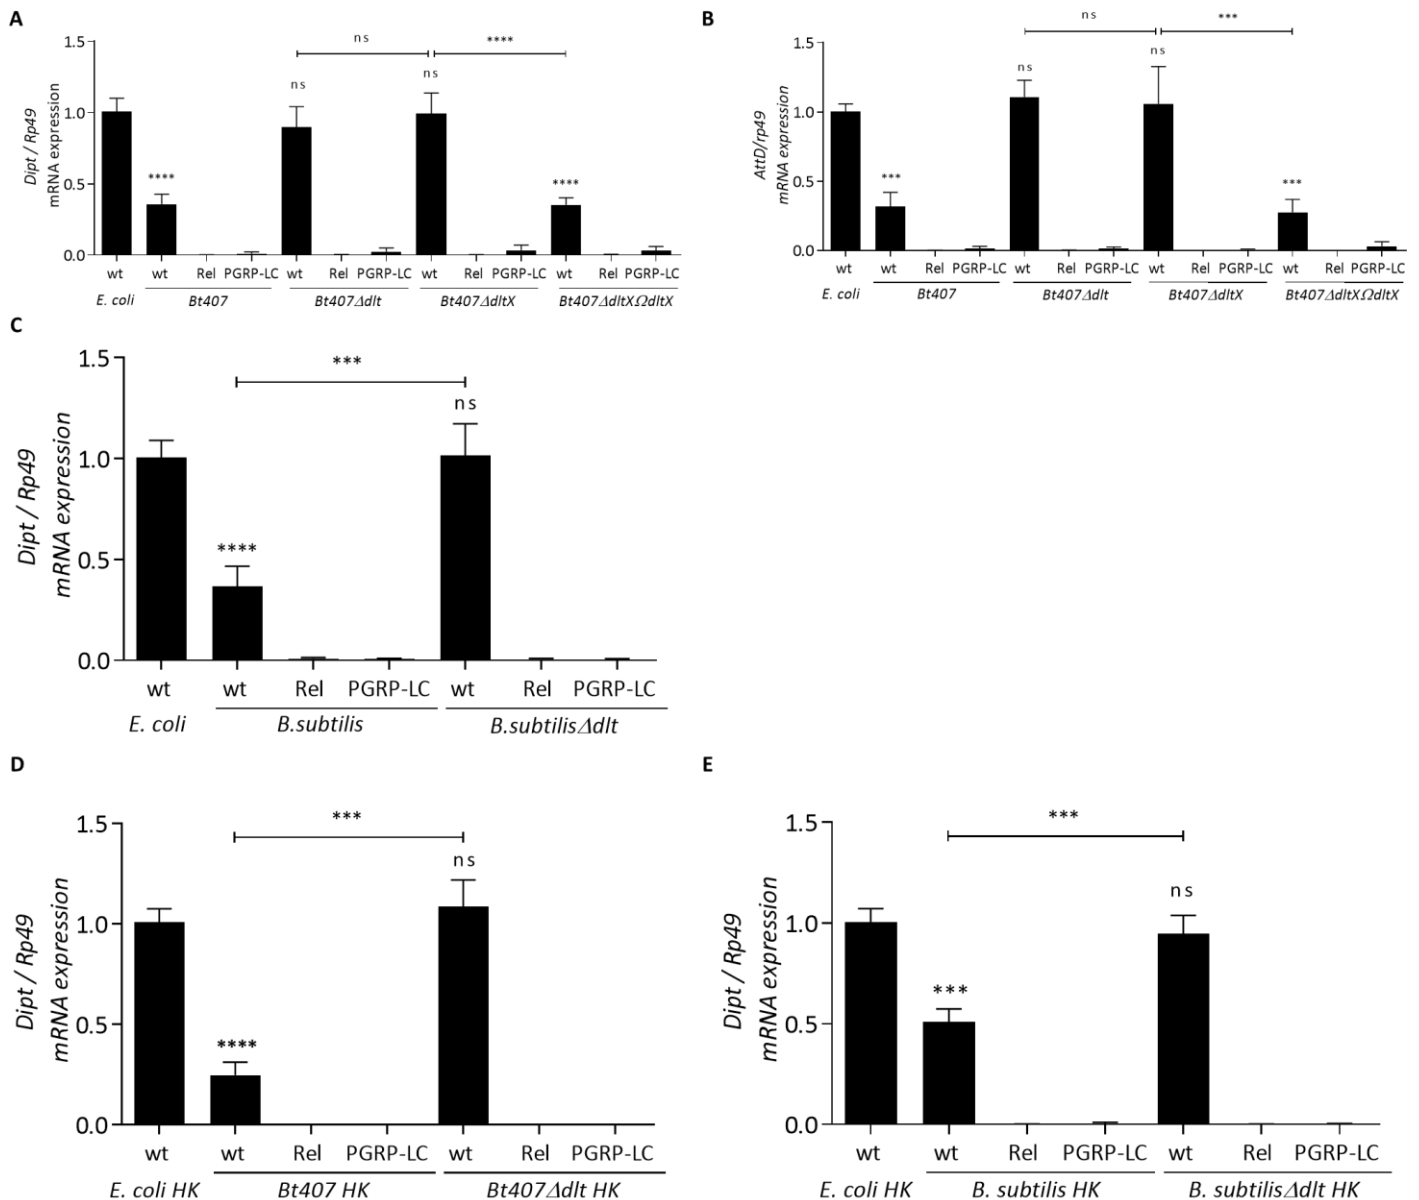 A
ns
****
1.5
ns
ns
1.0
****
****
0.5
0.0
Dipt / Rp49
mRNA expression
wt wt Rel PGRP-LC wt Rel PGRP-LC wt Rel PGRP-LC wt Rel PGRP-LC
E. coli Bt407 Bt407Δdlt Bt407ΔdltX Bt407ΔdltXΩdltX
B
ns
***
1.5
ns
ns
1.0
***
***
0.5
0.0
AttD/rp49
mRNA expression
wt wt Rel PGRP-LC wt Rel PGRP-LC wt Rel PGRP-LC wt Rel PGRP-LC
E. coli Bt407 Bt407Δdlt Bt407ΔdltX Bt407ΔdltXΩdltX
C
***
1.5
ns
1.0
****
0.5
0.0
Dipt / Rp49
mRNA expression
wt wt Rel PGRP-LC wt Rel PGRP-LC
E. coli B.subtilis B.subtilisΔdlt
D
***
1.5
ns
1.0
****
0.5
0.0
Dipt / Rp49
mRNA expression
wt wt Rel PGRP-LC wt Rel PGRP-LC
E. coli HK Bt407 HK Bt407Δdlt HK
E
***
1.5
ns
1.0
***
0.5
0.0
Dipt / Rp49
mRNA expression
wt wt Rel PGRP-LC wt Rel PGRP-LC
E. coli HK B. subtilis HK B. subtilisΔdlt HK